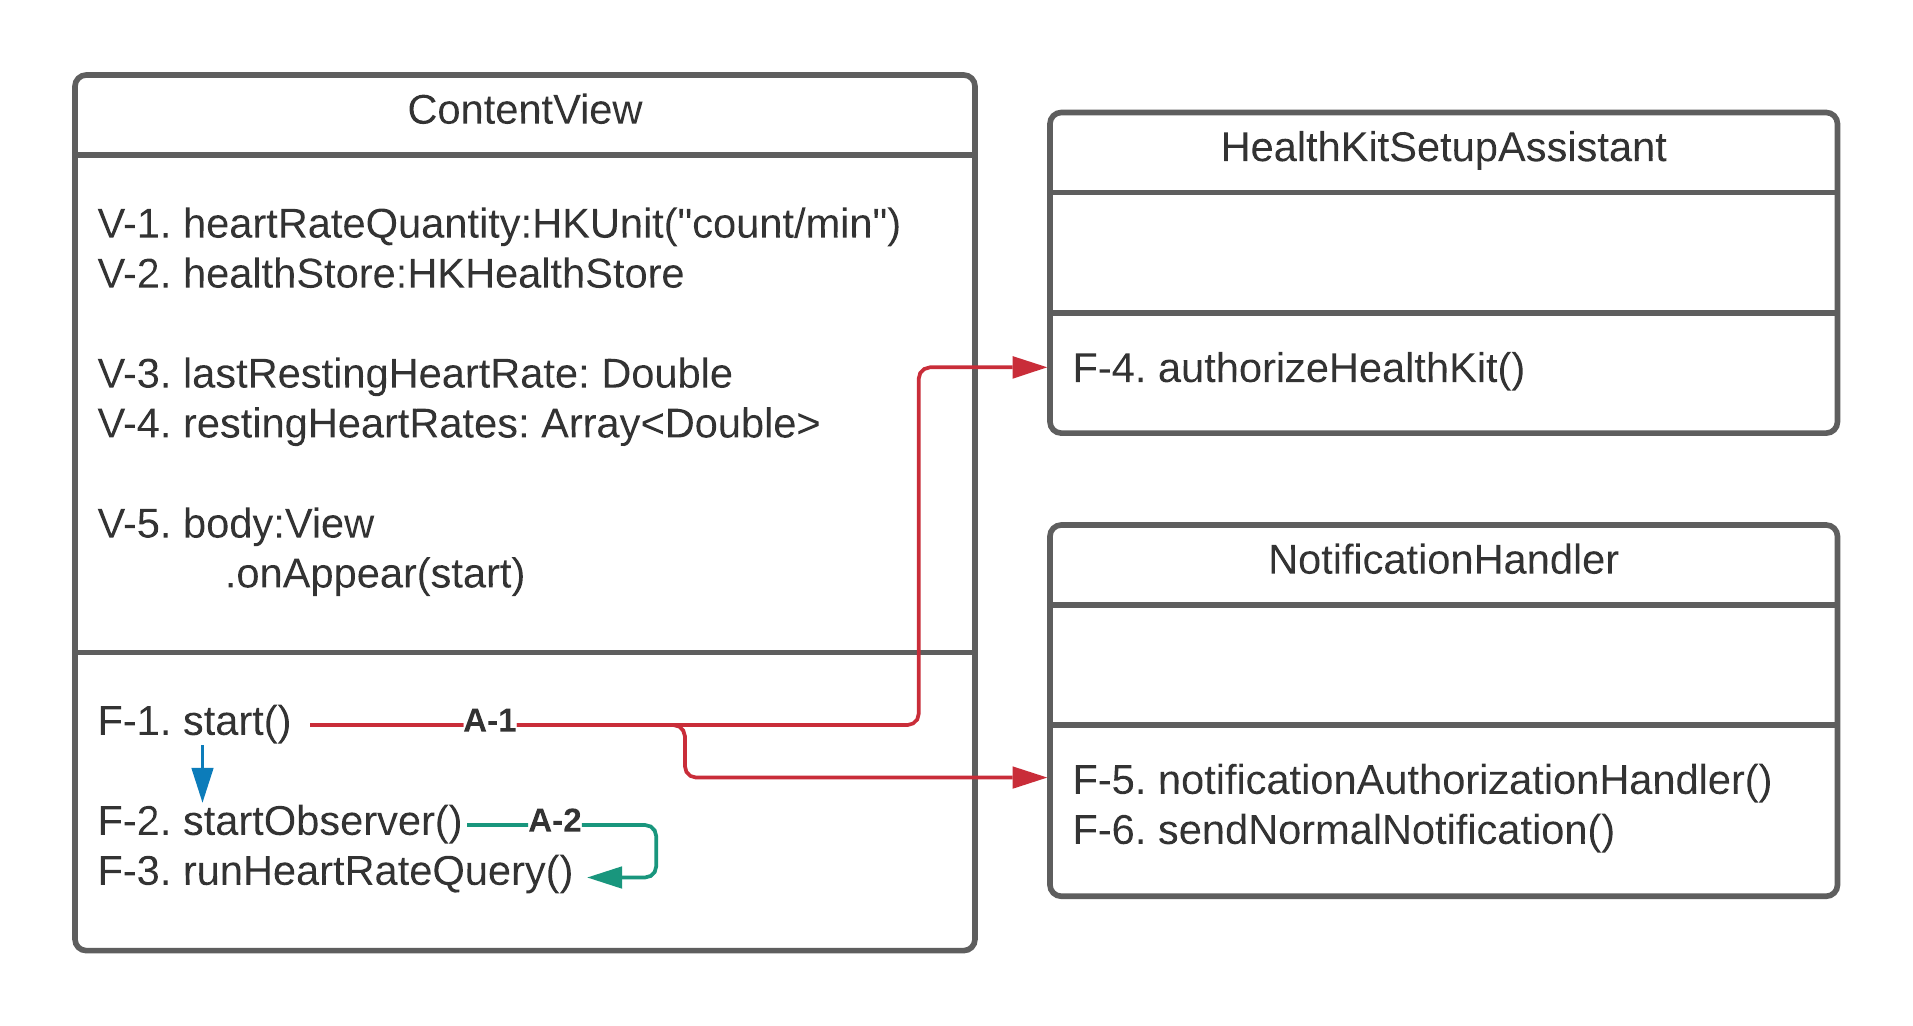 ContentView
V-1. heartRateQuantity:HKUnit("count/min")
V-2. healthStore:HKHealthStore
V-3. lastRestingHeartRate: Double
V-4. restingHeartRates: Array<Double>
V-5. body:View
.onAppear(start)
F-1. start()
A-1
F-2. startObserver()
A-2
F-3. runHeartRateQuery()
HealthKitSetupAssistant
F-4. authorizeHealthKit()
NotificationHandler
F-5. notificationAuthorizationHandler()
F-6. sendNormalNotification()